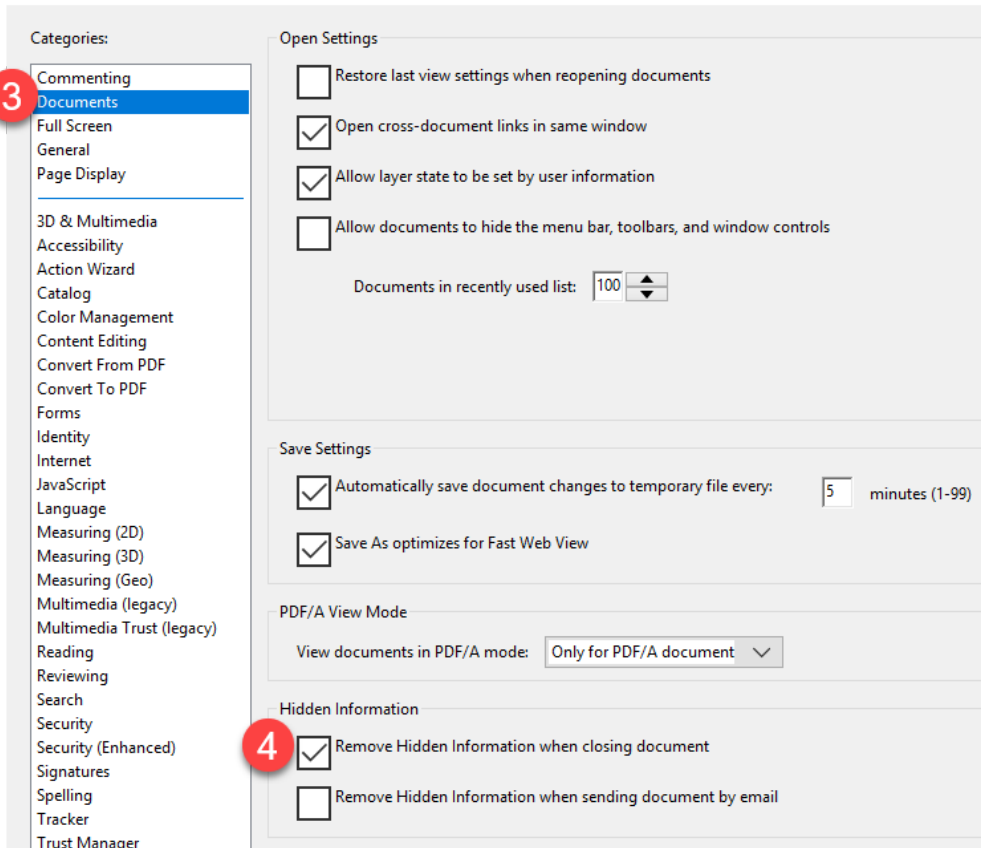 Categories:
3
Commenting
Documents
Full Screen
General
Page Display
3D & Multimedia
Accessibility
Action Wizard
Catalog
Color Management
Content Editing
Convert From PDF
Convert To PDF
Forms
Identity
Internet
JavaScript
Language
Measuring (2D)
Measuring (3D)
Measuring (Geo)
Multimedia (legacy)
Multimedia Trust (legacy)
Reading
Reviewing
Search
Security
Security (Enhanced)
Signatures
Spelling
Tracker
Trust Manager
Open Settings
Restore last view settings when reopening documents
Open cross-document links in same window
Allow layer state to be set by user information
Allow documents to hide the menu bar, toolbars, and window controls
Documents in recently used list: 100
Save Settings
Automatically save document changes to temporary file every: 5 minutes (1-99)
Save As optimizes for Fast Web View
PDF/A View Mode
View documents in PDF/A mode: Only for PDF/A document
Hidden Information
4
Remove Hidden Information when closing document
Remove Hidden Information when sending document by email